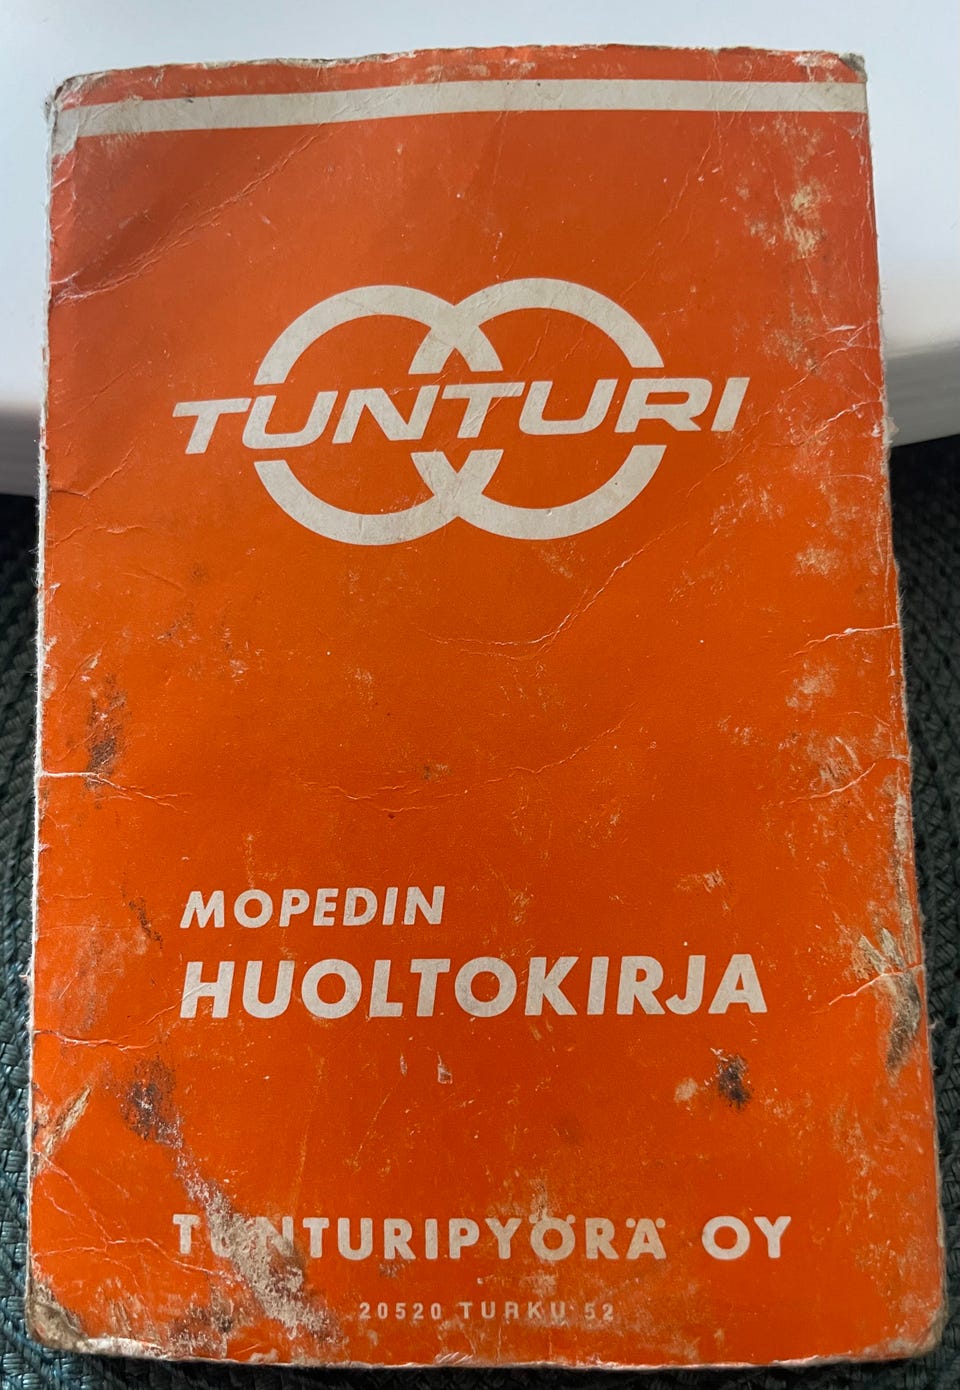 TUNTURI
MOPEDIN
HUOLTOKIRJA
TUNTURIPYÖRÄ OY
20520 TURKU 52